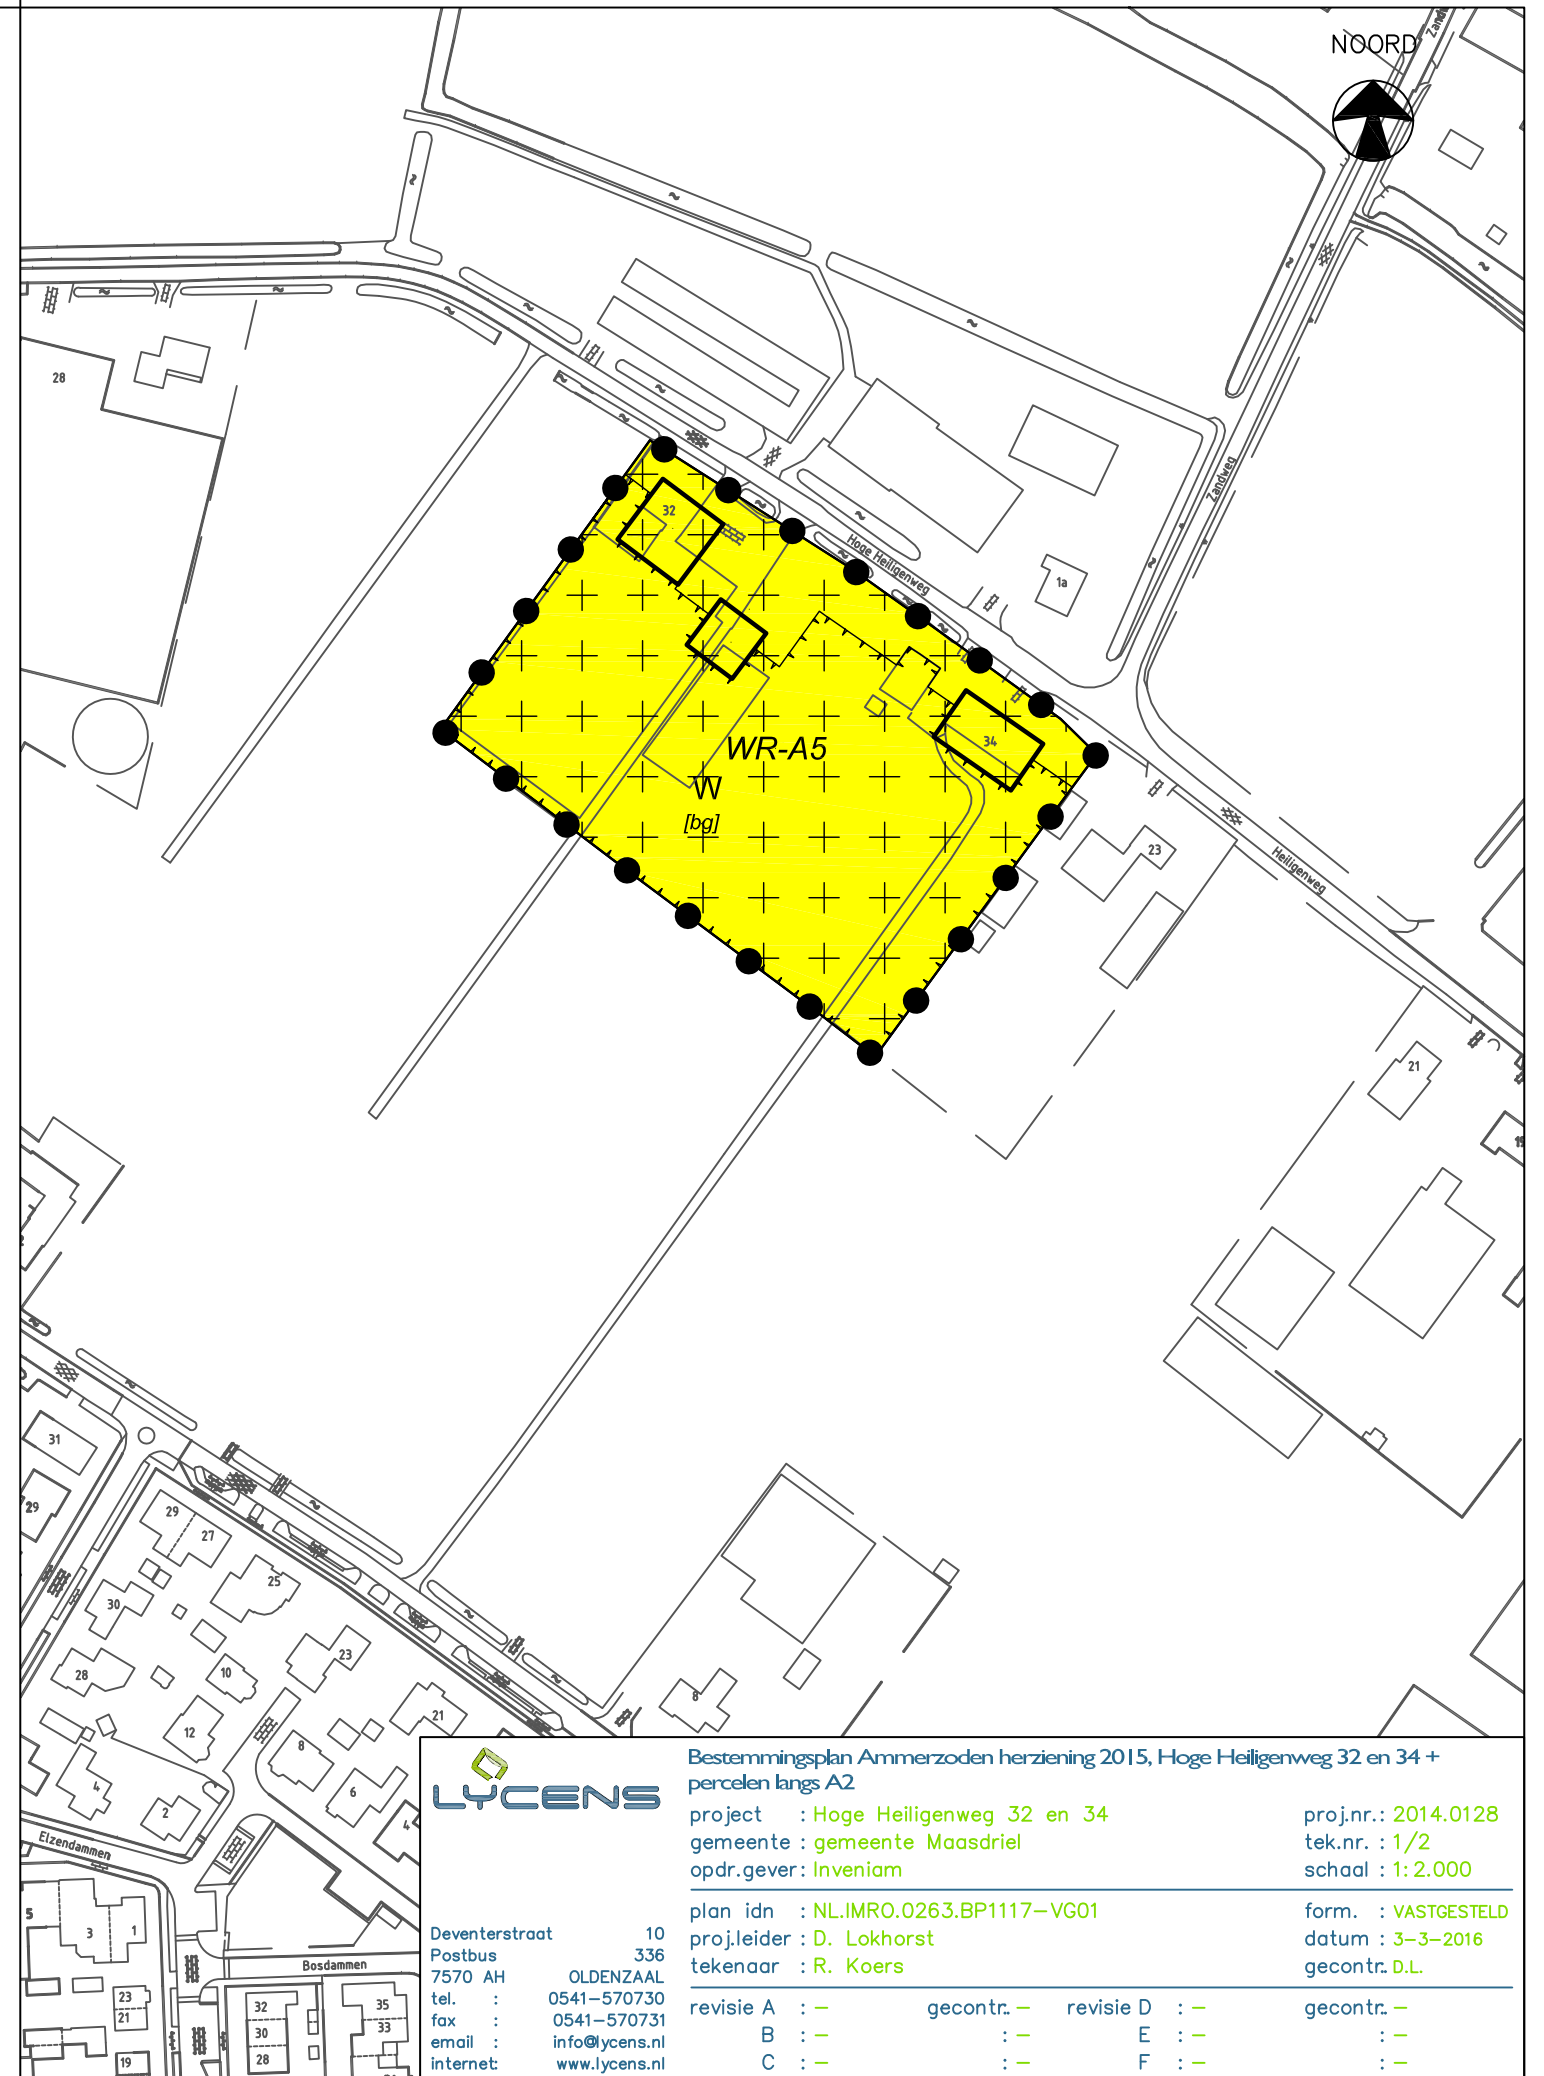 NOORD
Zandw
28
32
Hoge Heiligenweg
1a
Zandweg
34
WR-A5
W
[bg]
23
Heiligenweg
21
19
31
29
29
27
25
30
23
28
10
12
21
8
8
6
4
4
2
Elzendammen
5
3
1
Bosdammen
23
21
19
32
30
28
35
33
LYCENS
Bestemmingsplan Ammerzoden herziening 2015, Hoge Heiligenweg 32 en 34 +
percelen langs A2
project : Hoge Heiligenweg 32 en 34 proj.nr.: 2014.0128
gemeente : gemeente Maasdriel tek.nr. : 1/2
opdr.gever: Inveniam schaal : 1: 2.000
plan idn : NL.IMRO.0263.BP1117-VG01 form. : VASTGESTELD
proj.leider : D. Lokhorst datum : 3-3-2016
tekenaar : R. Koers gecontr.: D.L.
revisie A : - gecontr.: - revisie D : - gecontr.: -
B : - : - E : - : -
C : - : - F : - : -
Deventerstraat 10
Postbus 336
7570 AH OLDENZAAL
tel. : 0541-570730
fax : 0541-570731
email : info@lycens.nl
internet: www.lycens.nl